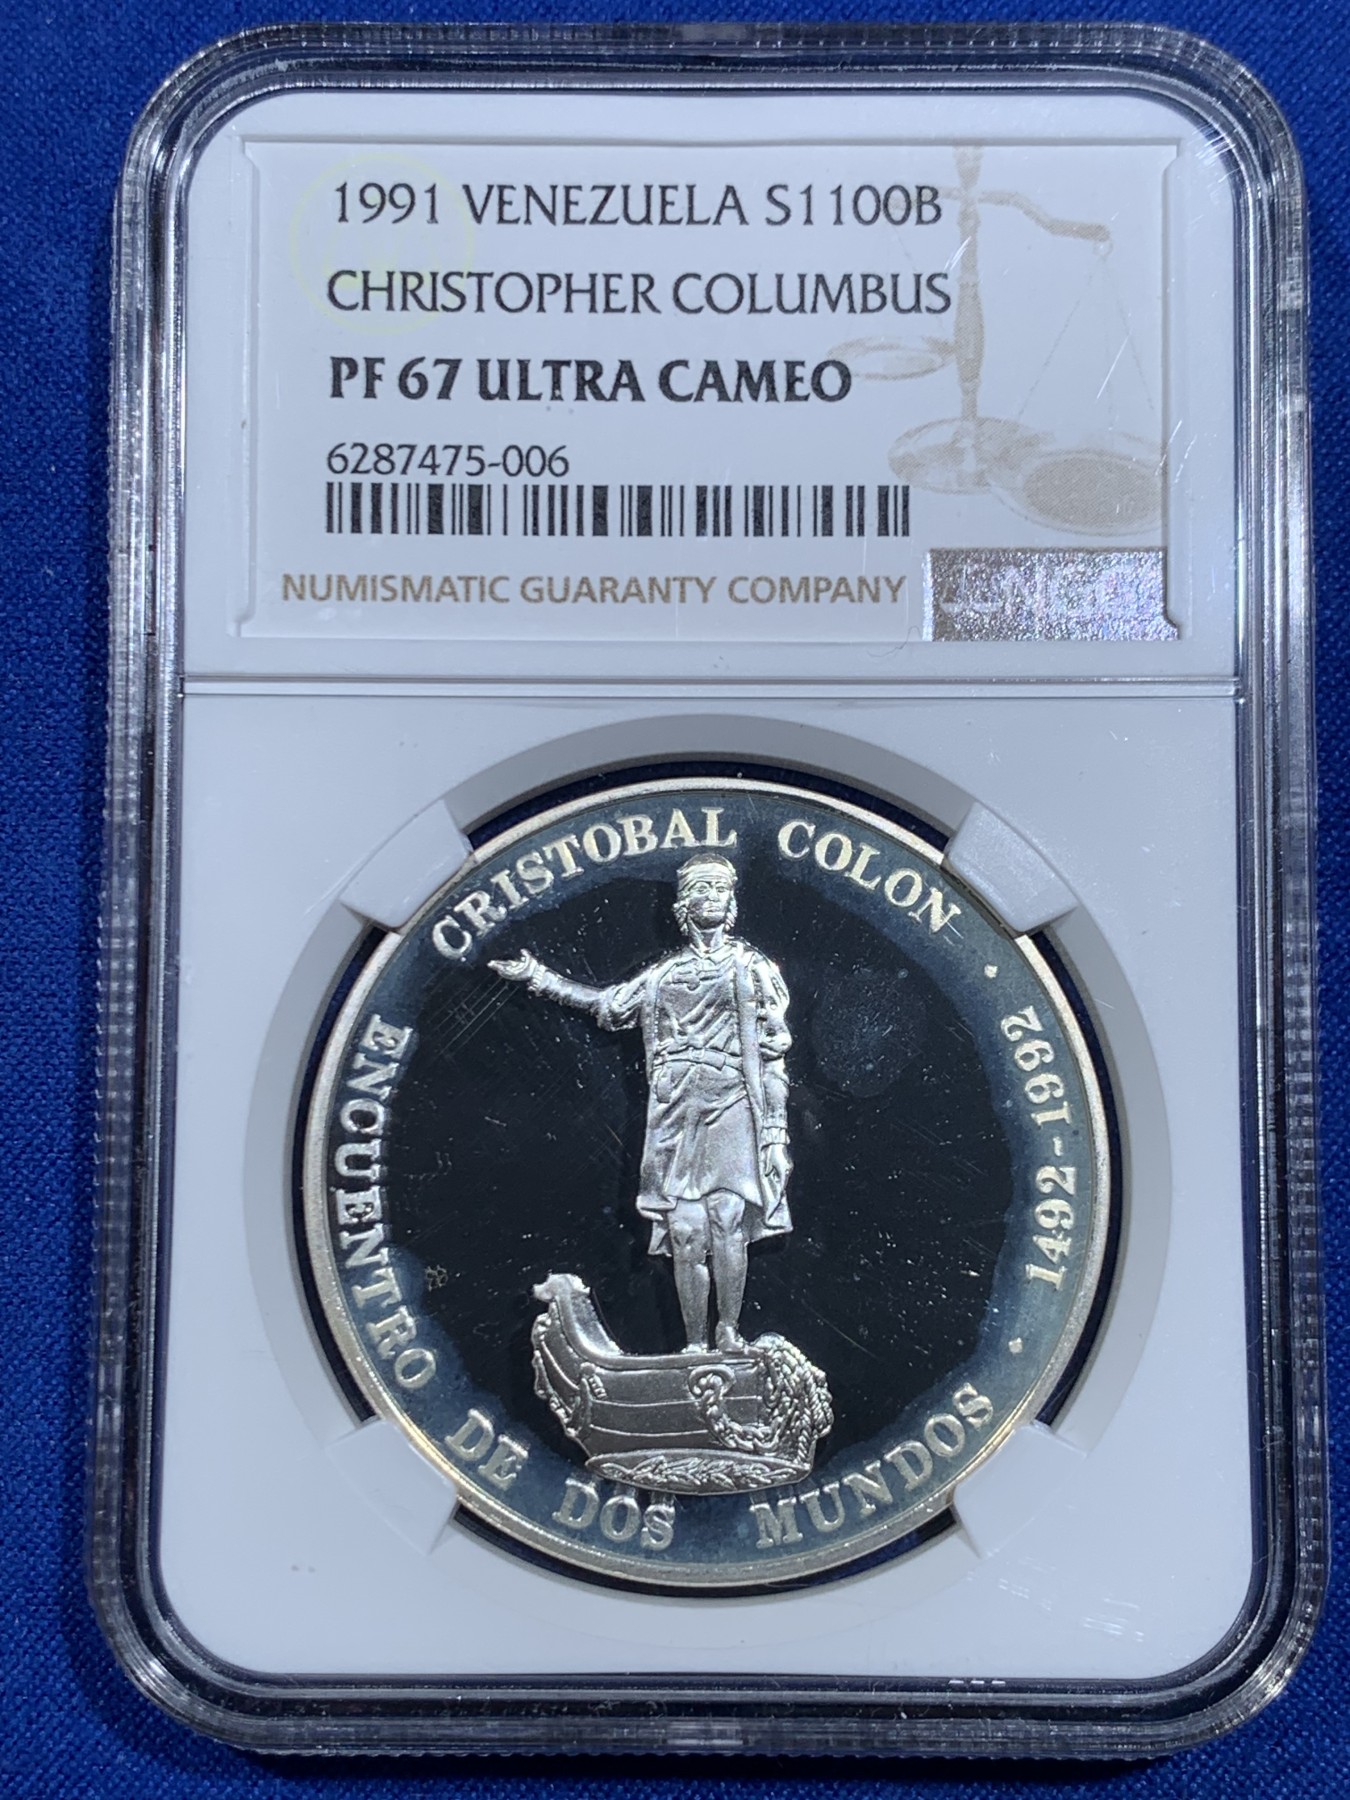 1991 VENEZUELA S1100B
CHRISTOPHER COLUMBUS
PF 67 ULTRA CAMEO
6287475-006
NUMISMATIC GUARANTY COMPANY
CRISTOBAL COLON
· 1492-1992 ·
ENCUENTRO DE DOS MUNDOS